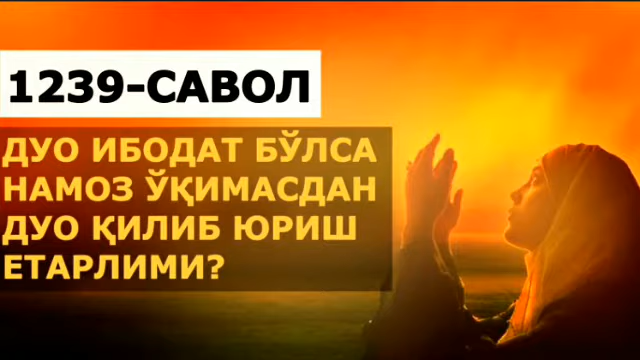 1239-САВОЛ
ДУО ИБОДАТ БЎЛСА
НАМОЗ ЎҚИМАСДАН
ДУО ҚИЛИБ ЮРИШ
ЕТАРЛИМИ?